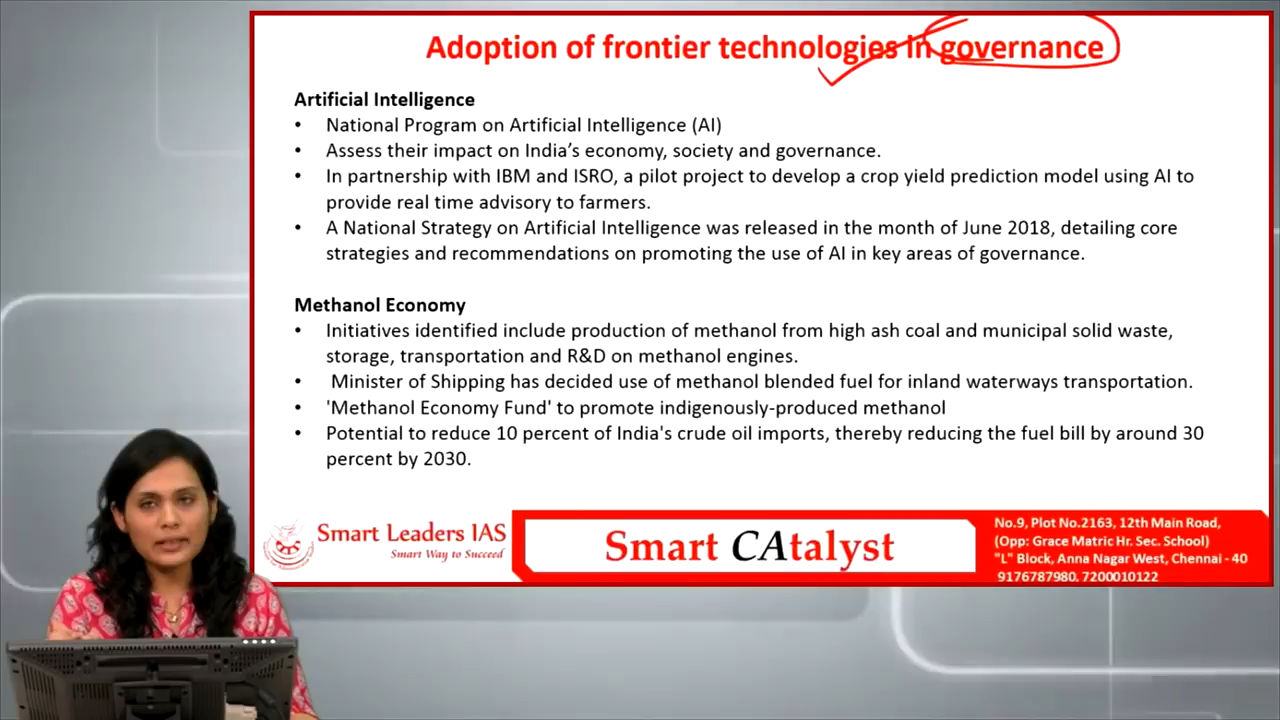 Adoption of frontier technologies in governance
Artificial Intelligence
• National Program on Artificial Intelligence (AI)
• Assess their impact on India's economy, society and governance.
• In partnership with IBM and ISRO, a pilot project to develop a crop yield prediction model using AI to
provide real time advisory to farmers.
• A National Strategy on Artificial Intelligence was released in the month of June 2018, detailing core
strategies and recommendations on promoting the use of AI in key areas of governance.
Methanol Economy
• Initiatives identified include production of methanol from high ash coal and municipal solid waste,
storage, transportation and R&D on methanol engines.
• Minister of Shipping has decided use of methanol blended fuel for inland waterways transportation.
• 'Methanol Economy Fund' to promote indigenously-produced methanol
• Potential to reduce 10 percent of India's crude oil imports, thereby reducing the fuel bill by around 30
percent by 2030.
Smart Leaders IAS
Smart Way to Succeed
Smart CAtalyst
No.9, Plot No.2163, 12th Main Road,
(Opp: Grace Matric Hr. Sec. School)
"L" Block, Anna Nagar West, Chennai - 40
9176787980, 7200010122